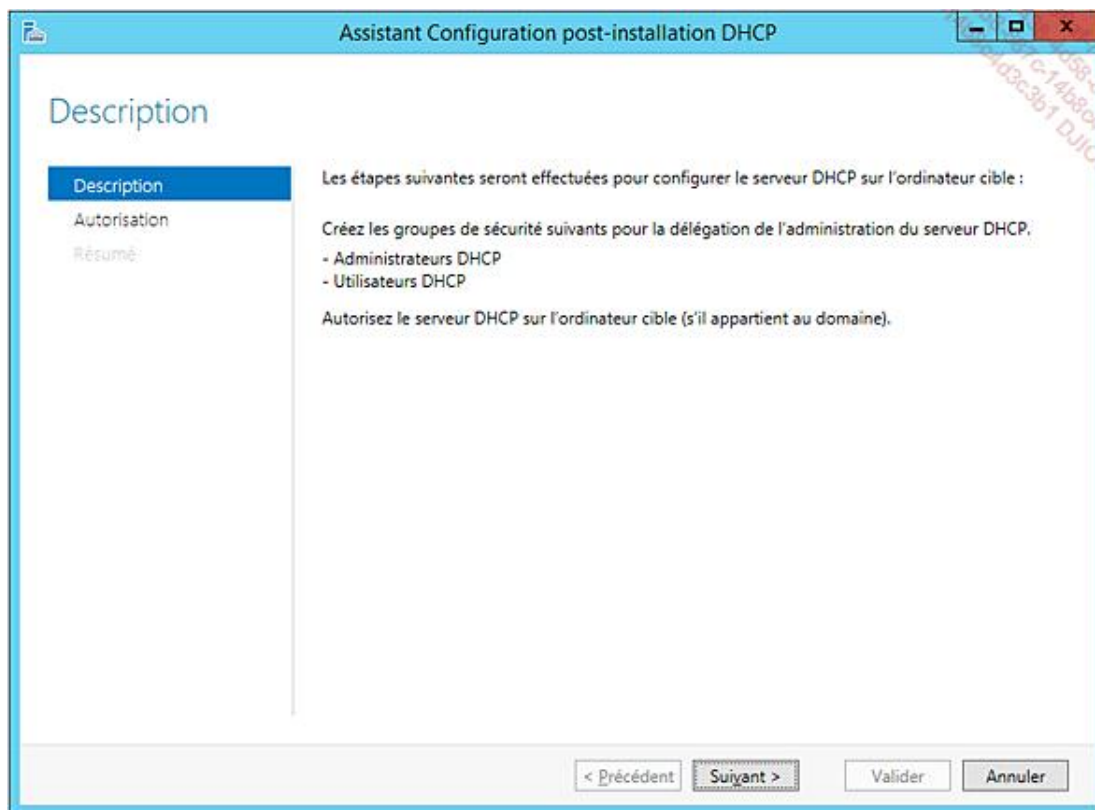 Assistant Configuration post-installation DHCP
Description
Description
Autorisation
Résumé
Les étapes suivantes seront effectuées pour configurer le serveur DHCP sur l'ordinateur cible :
Créez les groupes de sécurité suivants pour la délégation de l'administration du serveur DHCP.
- Administrateurs DHCP
- Utilisateurs DHCP
Autorisez le serveur DHCP sur l'ordinateur cible (s'il appartient au domaine).
< Précédent
Suivant >
Valider
Annuler